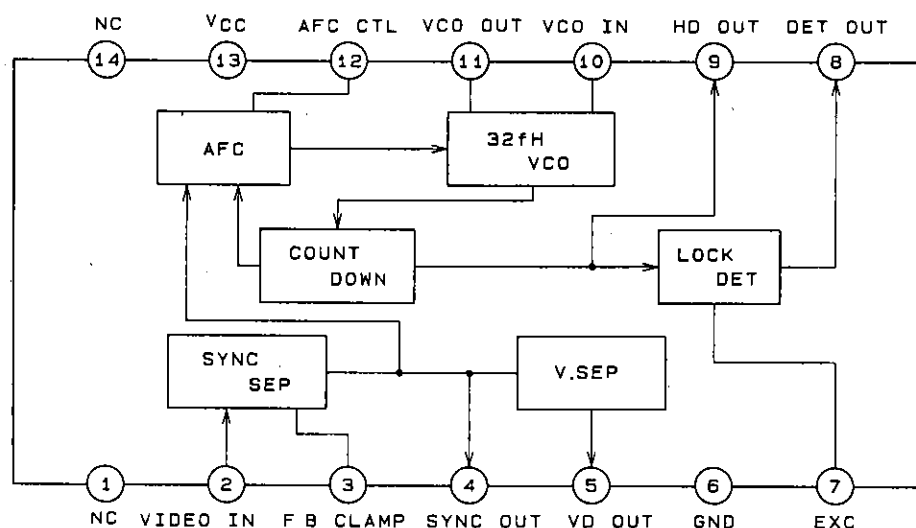 NC VCC AFC CTL VCO OUT VCO IN HD OUT DET OUT
14 13 12 11 10 9 8
AFC
32fH
VCO
COUNT
DOWN
LOCK
DET
SYNC
SEP
V.SEP
1 2 3 4 5 6 7
NC VIDEO IN FB CLAMP SYNC OUT VD OUT GND EXC